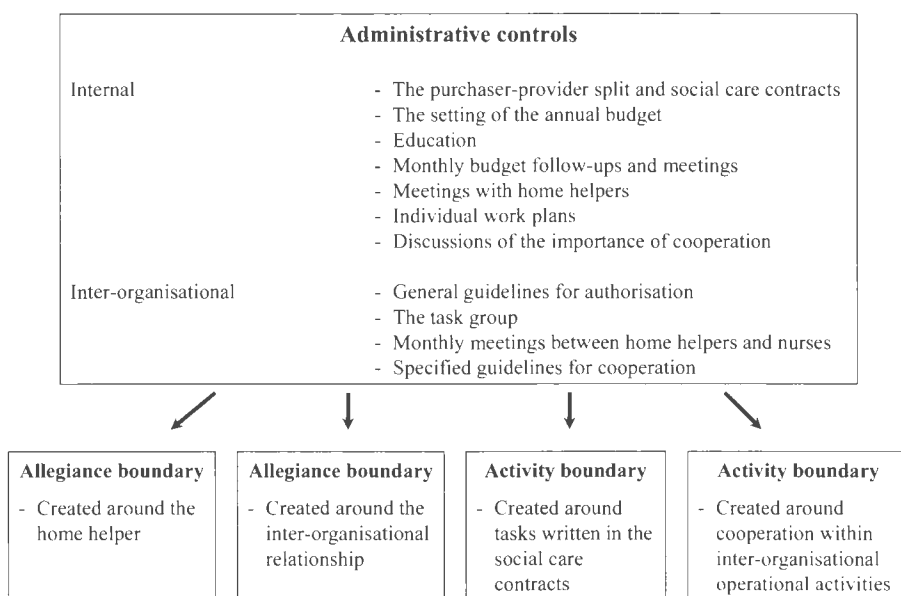 Administrative controls
Internal
- The purchaser-provider split and social care contracts
- The setting of the annual budget
- Education
- Monthly budget follow-ups and meetings
- Meetings with home helpers
- Individual work plans
- Discussions of the importance of cooperation
Inter-organisational
- General guidelines for authorisation
- The task group
- Monthly meetings between home helpers and nurses
- Specified guidelines for cooperation
Allegiance boundary
- Created around the
home helper
Allegiance boundary
- Created around the
inter-organisational
relationship
Activity boundary
- Created around
tasks written in the
social care
contracts
Activity boundary
- Created around
cooperation within
inter-organisational
operational activities